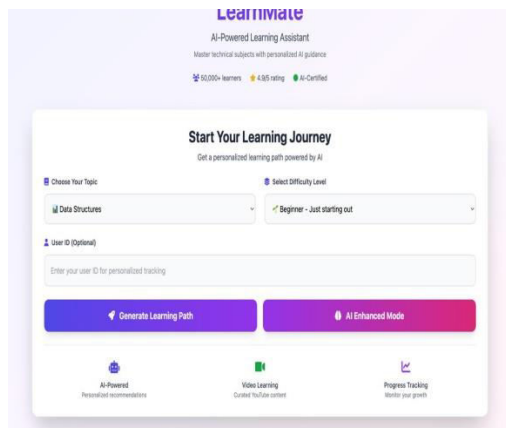 LearnMate
AI-Powered Learning Assistant
Master technical subjects with personalized AI guidance
50,000+ learners 4.9/5 rating AI-Certified
Start Your Learning Journey
Get a personalized learning path powered by AI
Choose Your Topic Select Difficulty Level
Data Structures Beginner - Just starting out
User ID (Optional)
Enter your user ID for personalized tracking
Generate Learning Path AI Enhanced Mode
AI-Powered Video Learning Progress Tracking
Personalized recommendations Curated YouTube content Monitor your growth